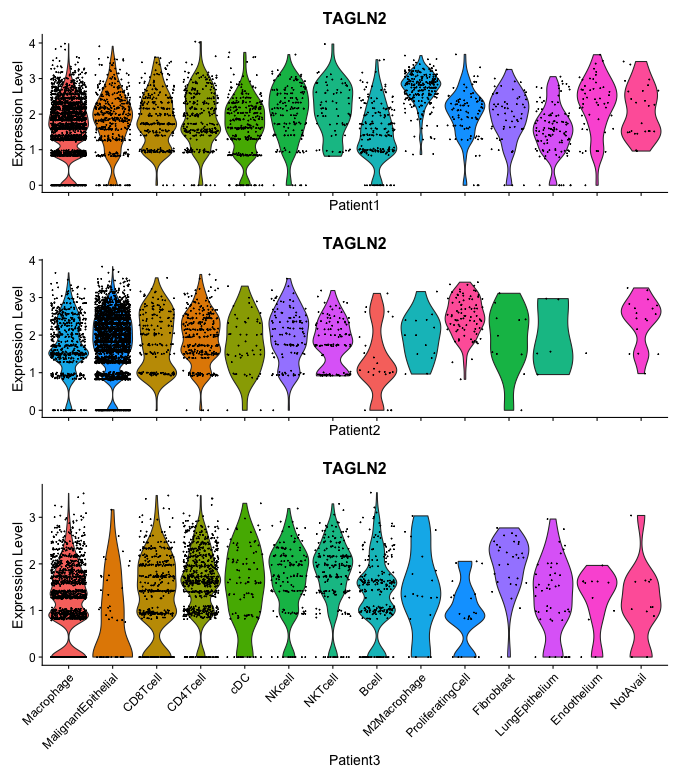 TAGLN2
Expression Level
4
3
2
1
0
Patient1
TAGLN2
Expression Level
4
3
2
1
0
Patient2
TAGLN2
Expression Level
3
2
1
0
Macrophage
MalignantEpithelial
CD8Tcell
CD4Tcell
cDC
NKcell
NKTcell
Bcell
M2Macrophage
ProliferatingCell
Fibroblast
LungEpithelium
Endothelium
NotAvail
Patient3